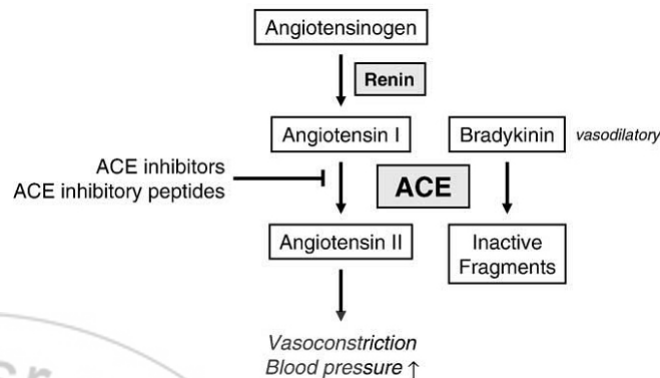 Angiotensinogen
Renin
Angiotensin I
Bradykinin
vasodilatory
ACE inhibitors
ACE inhibitory peptides
ACE
Angiotensin II
Inactive
Fragments
Vasoconstriction
Blood pressure ↑